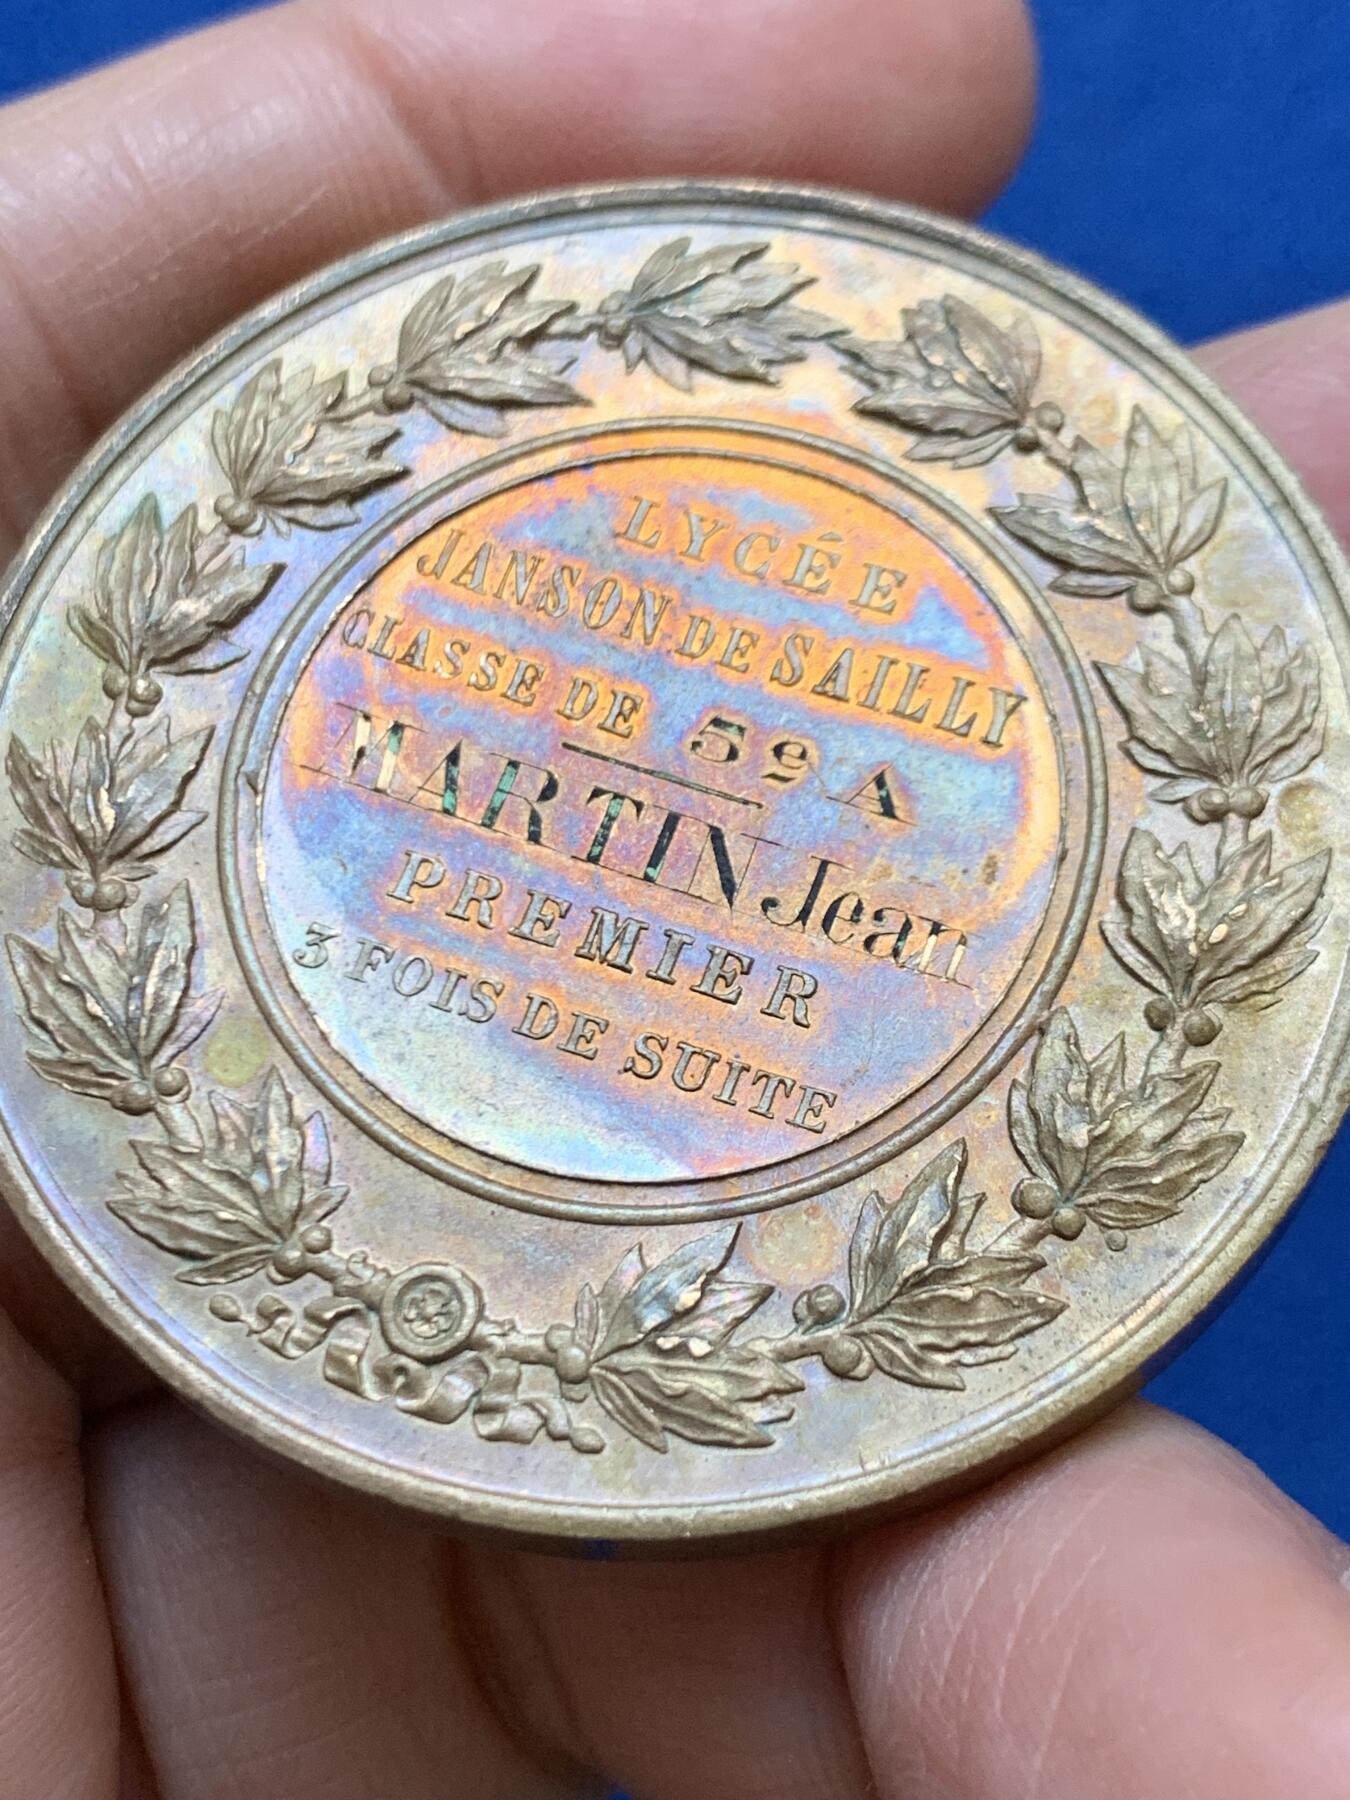 LYCÉE
JANSON DE SAILLY
CLASSE DE 5e A
MARTIN Jean
PREMIER
3 FOIS DE SUITE